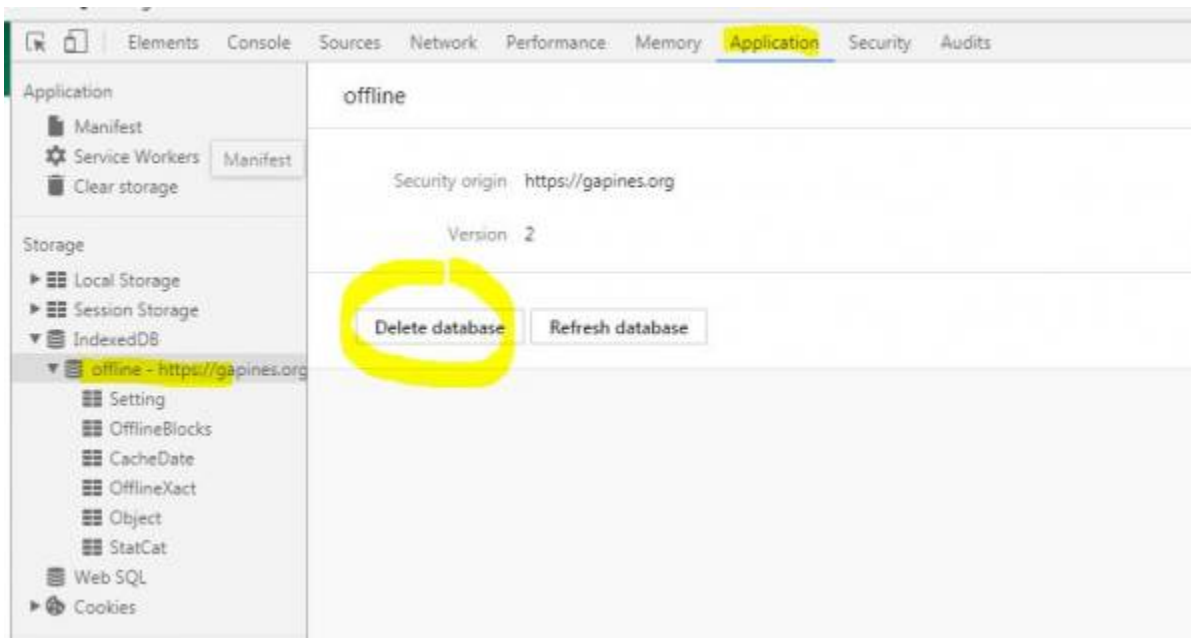 Elements Console Sources Network Performance Memory Application Security Audits
Application
Manifest
Service Workers
Manifest
Clear storage
Storage
Local Storage
Session Storage
IndexedDB
offline - https://gapines.org
Setting
OfflineBlocks
CacheDate
OfflineXact
Object
StatCat
Web SQL
Cookies
offline
Security origin https://gapines.org
Version 2
Delete database Refresh database